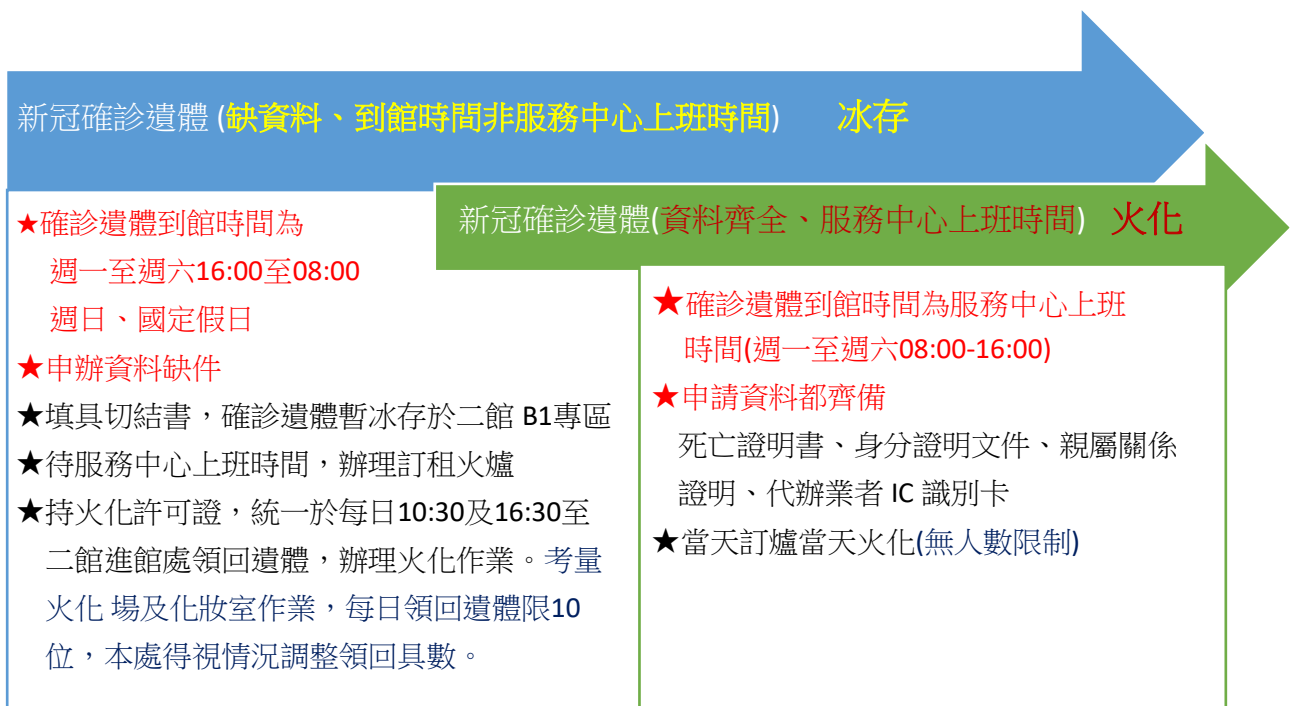 新冠確診遺體 (缺資料、到館時間非服務中心上班時間) 冰存
★確診遺體到館時間為
週一至週六16:00至08:00
週日、國定假日
★申辦資料缺件
★填具切結書，確診遺體暫冰存於二館 B1專區
★待服務中心上班時間，辦理訂租火爐
★持火化許可證，統一於每日10:30及16:30至
二館進館處領回遺體，辦理火化作業。考量
火化 場及化妝室作業，每日領回遺體限10
位，本處得視情況調整領回具數。
新冠確診遺體(資料齊全、服務中心上班時間) 火化
★確診遺體到館時間為服務中心上班
時間(週一至週六08:00-16:00)
★申請資料都齊備
死亡證明書、身分證明文件、親屬關係
證明、代辦業者 IC 識別卡
★當天訂爐當天火化(無人數限制)